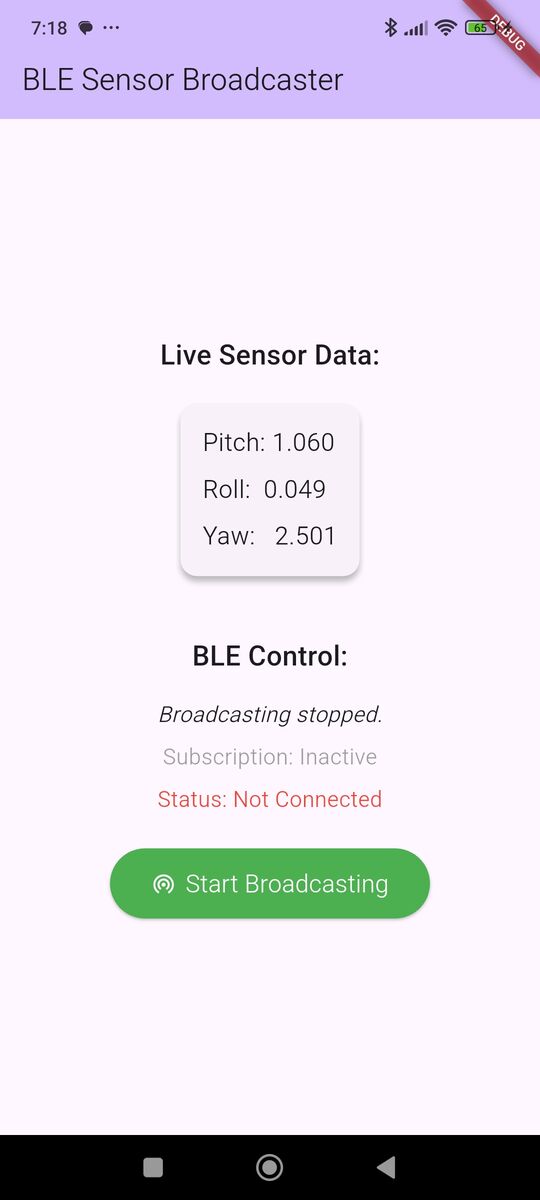 7:18
65
DEBUG
BLE Sensor Broadcaster
Live Sensor Data:
Pitch: 1.060
Roll: 0.049
Yaw: 2.501
BLE Control:
Broadcasting stopped.
Subscription: Inactive
Status: Not Connected
Start Broadcasting